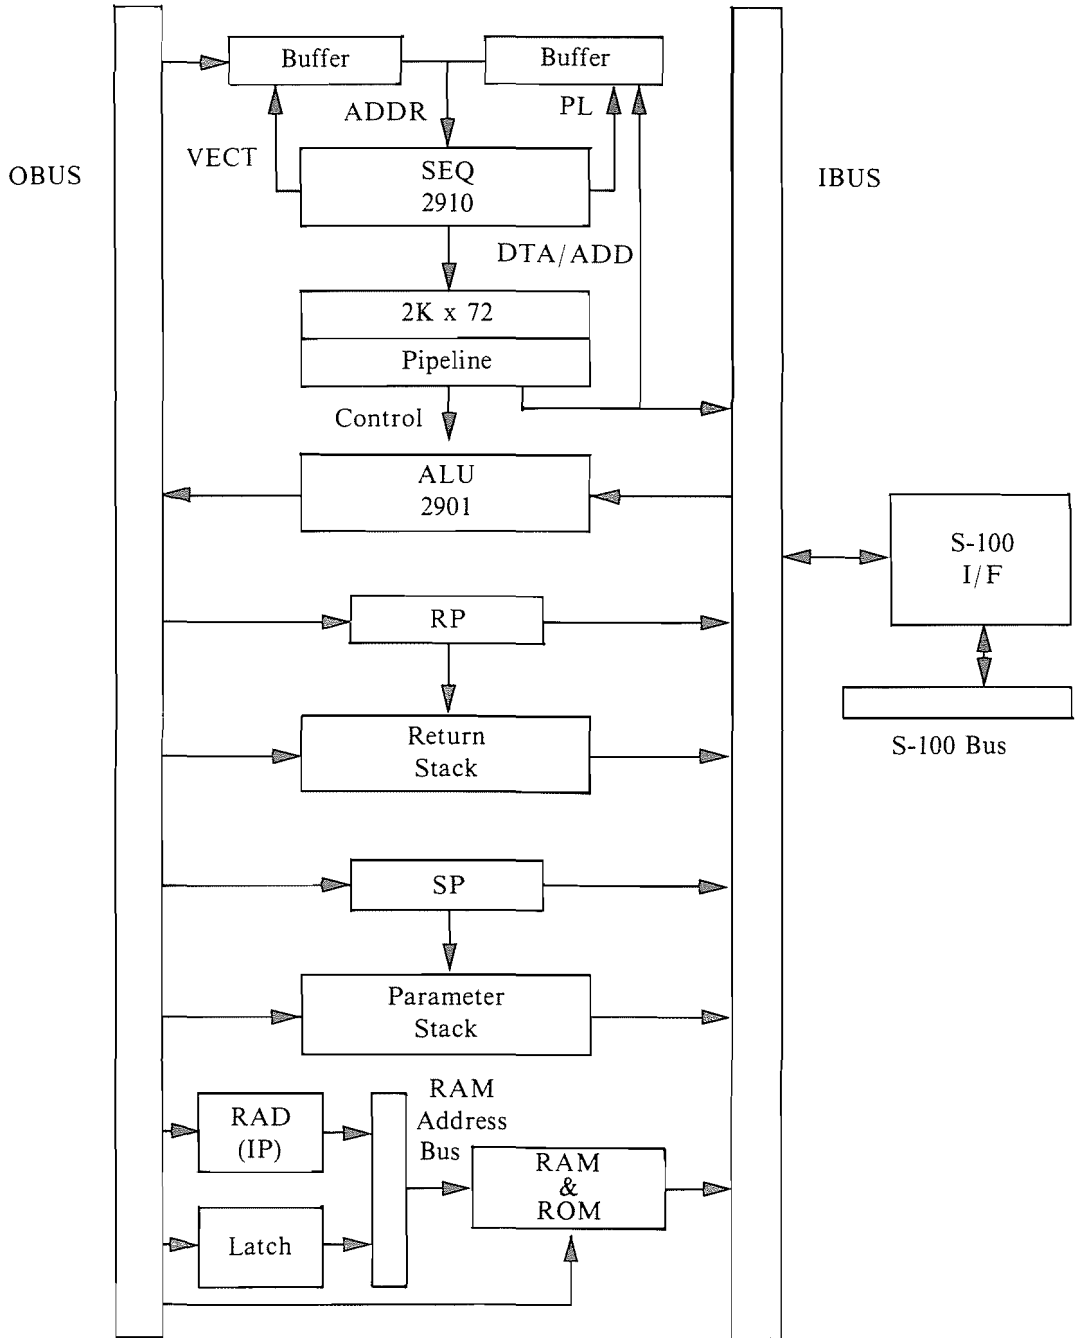 Buffer
Buffer
ADDR
PL
VECT
OBUS
SEQ
2910
IBUS
DTA/ADD
2K x 72
Pipeline
Control
ALU
2901
S-100
I/F
RP
Return
Stack
S-100 Bus
SP
Parameter
Stack
RAM
Address
Bus
RAD
(IP)
RAM
&
ROM
Latch